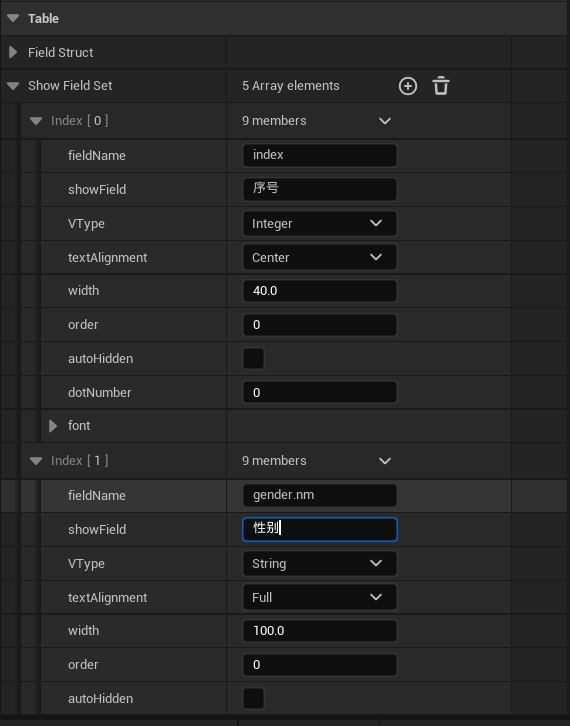 Table
Field Struct
Show Field Set 5 Array elements
Index [ 0 ] 9 members
fieldName index
showField 序号
VType Integer
textAlignment Center
width 40.0
order 0
autoHidden
dotNumber 0
font
Index [ 1 ] 9 members
fieldName gender.nm
showField 性别
VType String
textAlignment Full
width 100.0
order 0
autoHidden